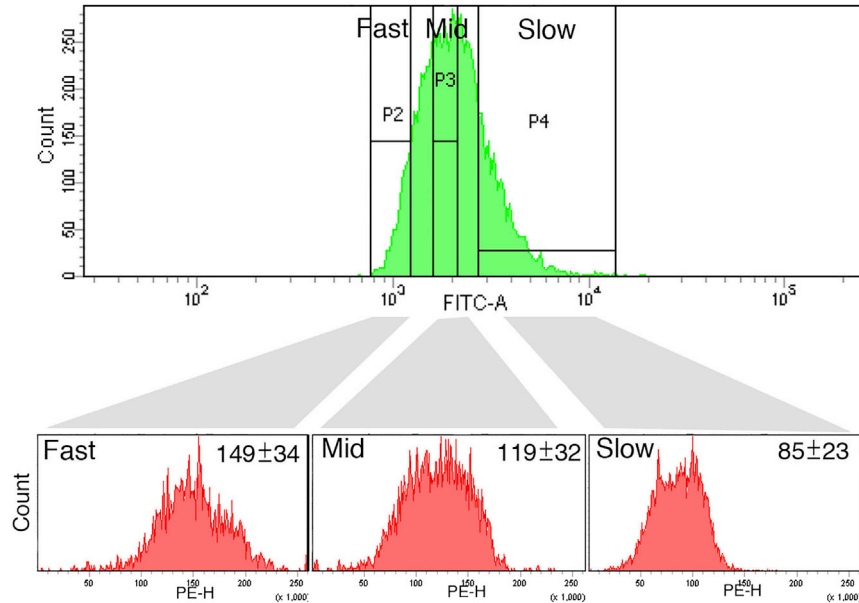 Fast Mid Slow
P2 P3 P4
Count
0 50 100 150 200 250
10² 10³ 10⁴ 10⁵
FITC-A
Fast 149±34
Mid 119±32
Slow 85±23
Count
50 100 150 200 250
PE-H (x 1,000)
50 100 150 200 250
PE-H (x 1,000)
50 100 150 200 250
PE-H (x 1,000)